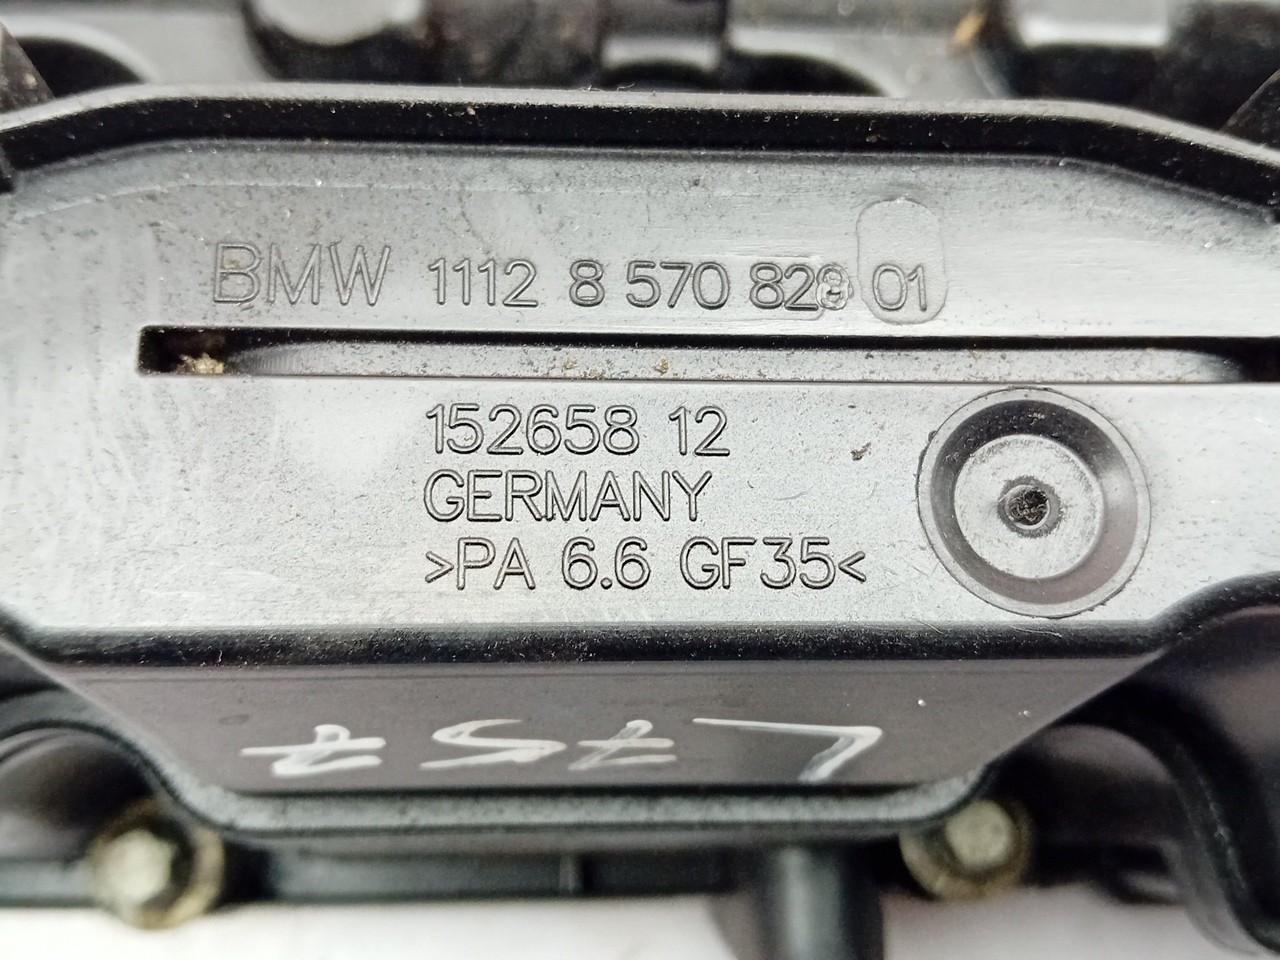 BMW 1112 8 570 828 01
152658 12
GERMANY
>PA 6.6 GF35<